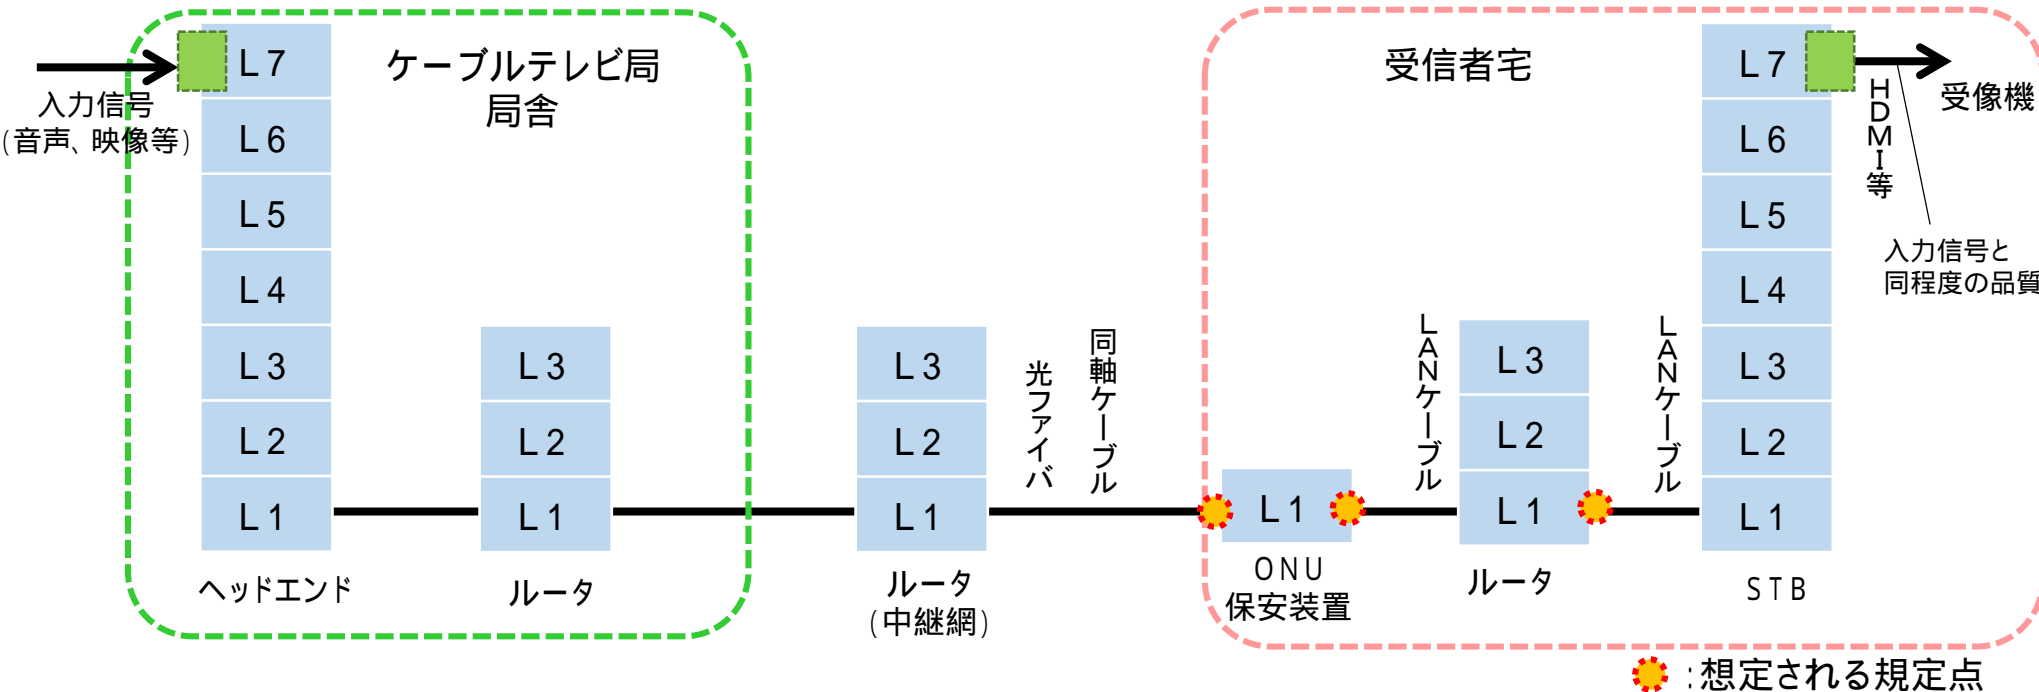 入力信号
(音声、映像等)
ケーブルテレビ局
局舎
L7
L6
L5
L4
L3
L2
L1
ヘッドエンド
L3
L2
L1
ルータ
L3
L2
L1
ルータ
(中継網)
光ファイバ
同軸ケーブル
受信者宅
L1
ONU
保安装置
LANケーブル
L3
L2
L1
ルータ
LANケーブル
L7
L6
L5
L4
L3
L2
L1
STB
HDMI等
受像機
入力信号と
同程度の品質
:想定される規定点